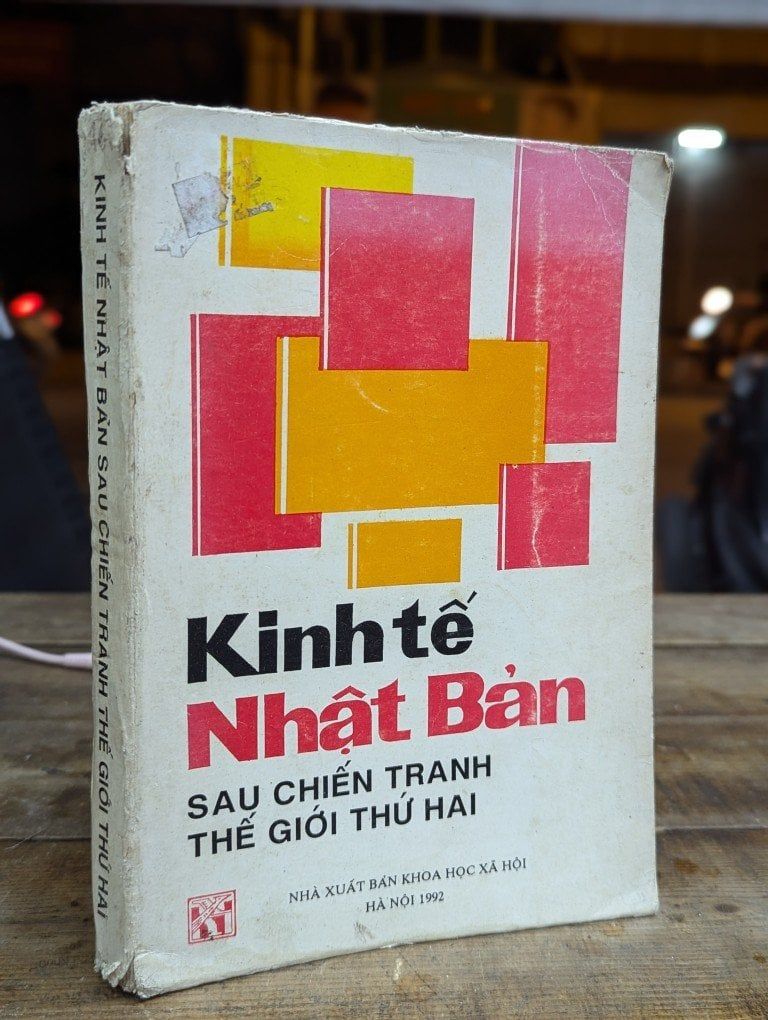 KINH TẾ NHẬT BẢN SAU CHIẾN TRANH THẾ GIỚI THỨ HAI
Kinh tế
Nhật Bản
SAU CHIẾN TRANH
THẾ GIỚI THỨ HAI
NHÀ XUẤT BẢN KHOA HỌC XÃ HỘI
HÀ NỘI 1992